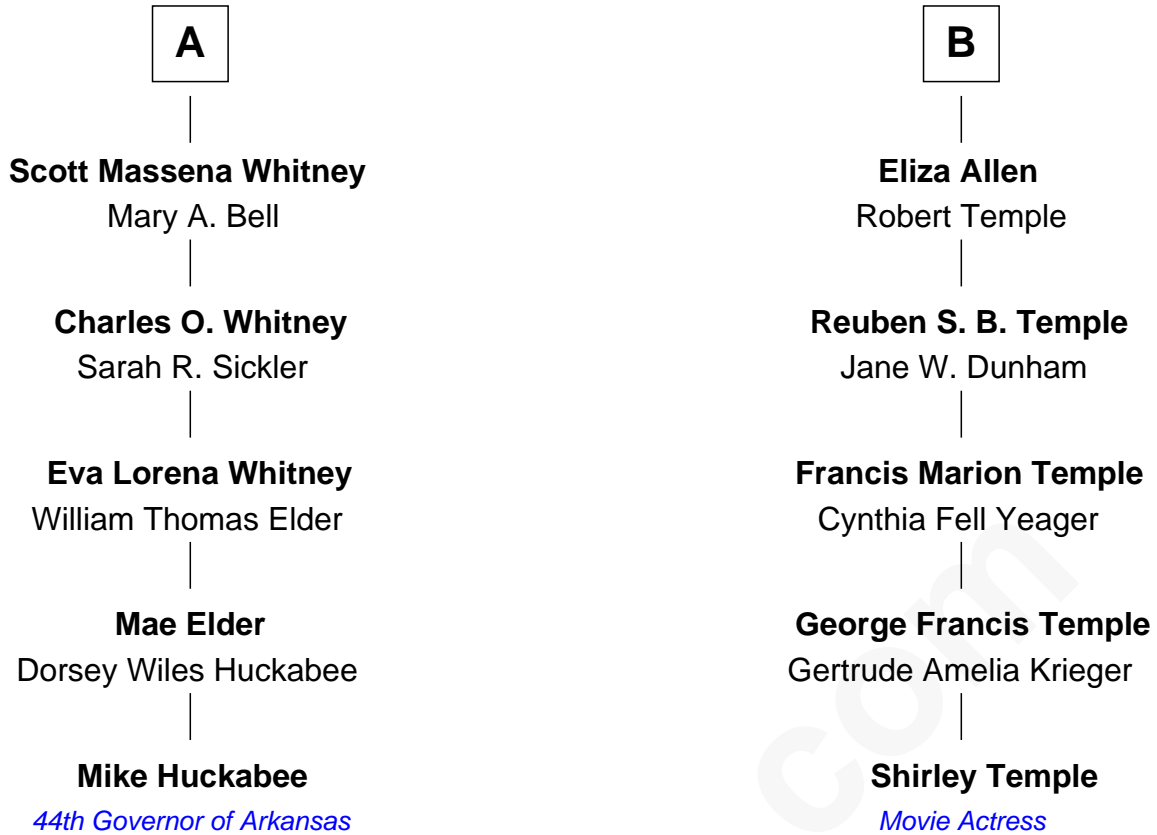 A
Scott Massena Whitney
Mary A. Bell
Charles O. Whitney
Sarah R. Sickler
Eva Lorena Whitney
William Thomas Elder
Mae Elder
Dorsey Wiles Huckabee
Mike Huckabee
44th Governor of Arkansas
B
Eliza Allen
Robert Temple
Reuben S. B. Temple
Jane W. Dunham
Francis Marion Temple
Cynthia Fell Yeager
George Francis Temple
Gertrude Amelia Krieger
Shirley Temple
Movie Actress
com